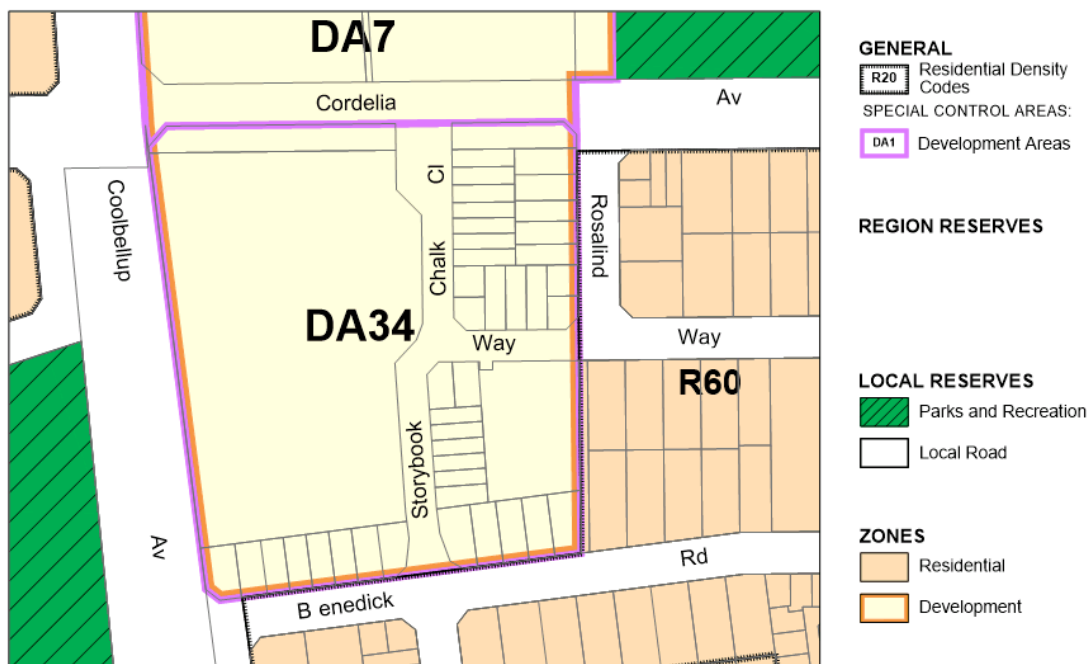 DA7
Cordelia
Av
Cl
Rosalind
Coolbellup
Chalk
DA34
Way
Way
R60
Storybook
Av
Rd
B enedick
GENERAL
R20
Residential Density
Codes
SPECIAL CONTROL AREAS:
DA1
Development Areas
REGION RESERVES
LOCAL RESERVES
Parks and Recreation
Local Road
ZONES
Residential
Development